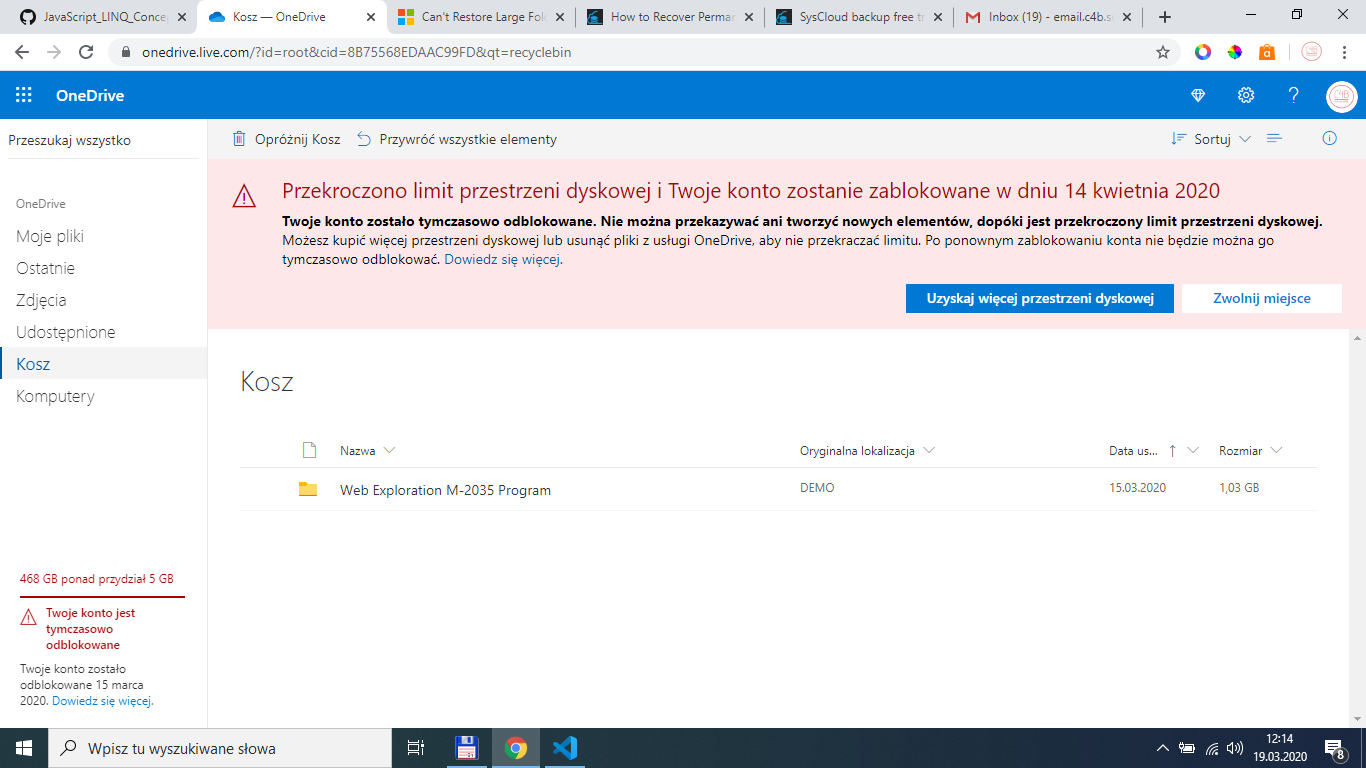 JavaScript_LINQ_Conce
Kosz — OneDrive
Can't Restore Large Fol
How to Recover Perma
SysCloud backup free t
Inbox (19) - email.c4b.s
onedrive.live.com/?id=root&cid=8B75568EDAAC99FD&qt=recyclebin
OneDrive
?
Przeszukaj wszystko
Opróżnij Kosz
Przywróć wszystkie elementy
Sortuj
OneDrive
Moje pliki
Ostatnie
Zdjęcia
Udostępnione
Kosz
Komputery
Przekroczono limit przestrzeni dyskowej i Twoje konto zostanie zablokowane w dniu 14 kwietnia 2020
Twoje konto zostało tymczasowo odblokowane. Nie można przekazywać ani tworzyć nowych elementów, dopóki jest przekroczony limit przestrzeni dyskowej.
Możesz kupić więcej przestrzeni dyskowej lub usunąć pliki z usługi OneDrive, aby nie przekraczać limitu. Po ponownym zablokowaniu konta nie będzie można go
tymczasowo odblokować. Dowiedz się więcej.
Uzyskaj więcej przestrzeni dyskowej
Zwolnij miejsce
Kosz
Nazwa
Oryginalna lokalizacja
Data us...
Rozmiar
Web Exploration M-2035 Program
DEMO
15.03.2020
1,03 GB
468 GB ponad przydział 5 GB
Twoje konto jest
tymczasowo
odblokowane
Twoje konto zostało
odblokowane 15 marca
2020. Dowiedz się więcej.
Wpisz tu wyszukiwane słowa
12:14
19.03.2020
8